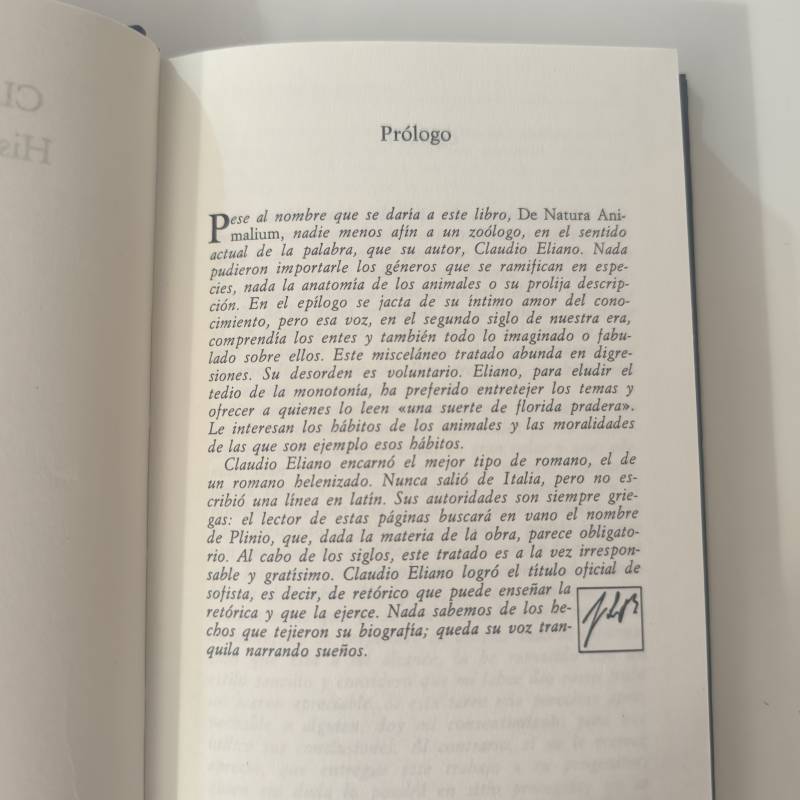 Prólogo
Pese al nombre que se daría a este libro, De Natura Ani-
malium, nadie menos afín a un zoólogo, en el sentido
actual de la palabra, que su autor, Claudio Eliano. Nada
pudieron importarle los géneros que se ramifican en espe-
cies, nada la anatomía de los animales o su prolija descrip-
ción. En el epílogo se jacta de su íntimo amor del cono-
cimiento, pero esa voz, en el segundo siglo de nuestra era,
comprendía los entes y también todo lo imaginado o fabu-
lado sobre ellos. Este misceláneo tratado abunda en digre-
siones. Su desorden es voluntario. Eliano, para eludir el
tedio de la monotonía, ha preferido entretejer los temas y
ofrecer a quienes lo leen «una suerte de florida pradera».
Le interesan los hábitos de los animales y las moralidades
de las que son ejemplo esos hábitos.
Claudio Eliano encarnó el mejor tipo de romano, el de
un romano helenizado. Nunca salió de Italia, pero no es-
cribió una línea en latín. Sus autoridades son siempre grie-
gas: el lector de estas páginas buscará en vano el nombre
de Plinio, que, dada la materia de la obra, parece obligato-
rio. Al cabo de los siglos, este tratado es a la vez irrespon-
sable y gratísimo. Claudio Eliano logró el título oficial de
sofista, es decir, de retórico que puede enseñar la
retórica y que la ejerce. Nada sabemos de los he-
chos que tejieron su biografía; queda su voz tran-
quila narrando sueños.